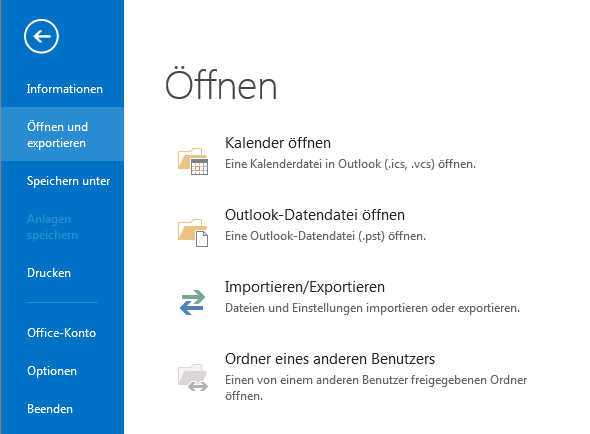 Informationen
Öffnen und
exportieren
Speichern unter
Anlagen
speichern
Drucken
Office-Konto
Optionen
Beenden
Öffnen
Kalender öffnen
Eine Kalenderdatei in Outlook (.ics, .vcs) öffnen.
Outlook-Datendatei öffnen
Eine Outlook-Datendatei (.pst) öffnen.
Importieren/Exportieren
Dateien und Einstellungen importieren oder exportieren.
Ordner eines anderen Benutzers
Einen von einem anderen Benutzer freigegebenen Ordner
öffnen.